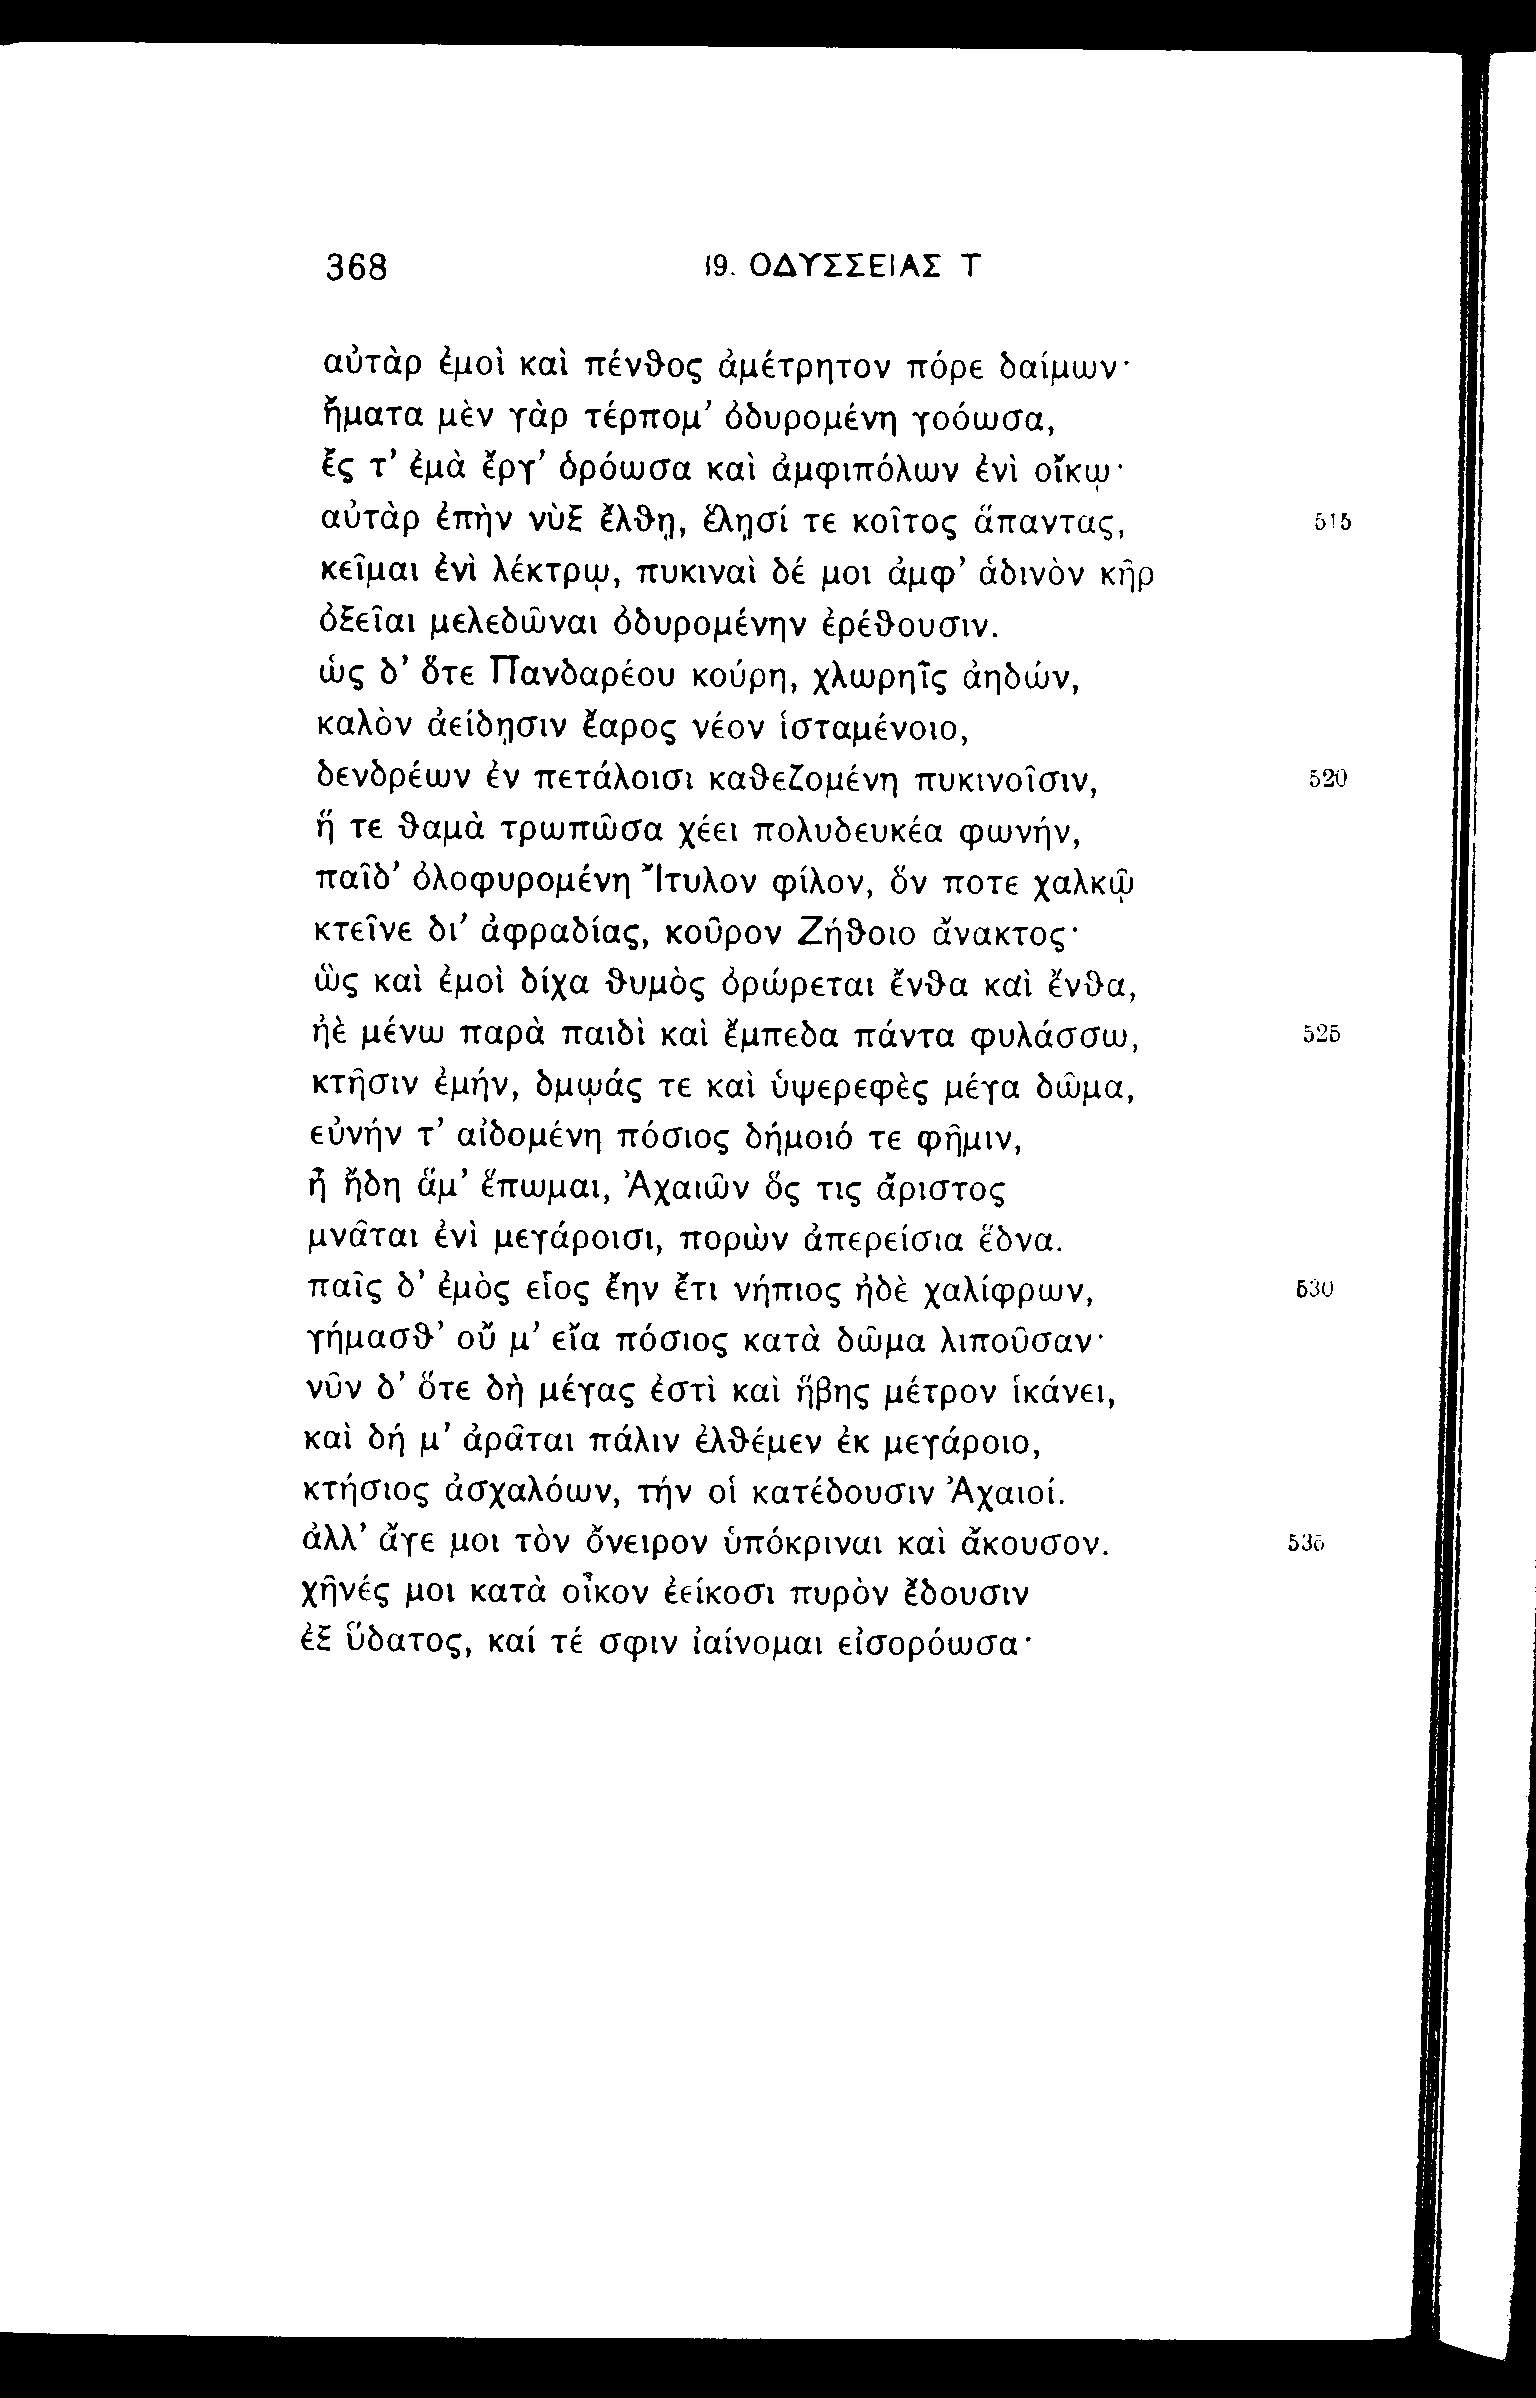 368 19. ΟΔΥΣΣΕΙΑΣ Τ
αὐτὰρ ἐμοὶ καὶ πένθος ἀμέτρητον πόρε δαίμων·
ἤματα μὲν γὰρ τέρπομ’ ὀδυρομένη γοόωσα,
ἔς τ’ ἐμὰ ἔργ’ ὁρόωσα καὶ ἀμφιπόλων ἐνὶ οἴκῳ·
αὐτὰρ ἐπὴν νὺξ ἔλθῃ, ἕλῃσί τε κοῖτος ἅπαντας, 515
κεῖμαι ἐνὶ λέκτρῳ, πυκιναὶ δέ μοι ἀμφ’ ἁδινὸν κῆρ
ὀξεῖαι μελεδῶναι ὀδυρομένην ἐρέθουσιν.
ὡς δ’ ὅτε Πανδαρέου κούρη, χλωρηῒς ἀηδών,
καλὸν ἀείδῃσιν ἔαρος νέον ἱσταμένοιο,
δενδρέων ἐν πετάλοισι καθεζομένη πυκινοῖσιν, 520
ἥ τε θαμὰ τρωπῶσα χέει πολυδευκέα φωνήν,
παῖδ’ ὀλοφυρομένη Ἴτυλον φίλον, ὅν ποτε χαλκῷ
κτεῖνε δι’ ἀφραδίας, κοῦρον Ζήθοιο ἄνακτος·
ὣς καὶ ἐμοὶ δίχα θυμὸς ὀρώρεται ἔνθα καὶ ἔνθα,
ἠὲ μένω παρὰ παιδὶ καὶ ἔμπεδα πάντα φυλάσσω, 525
κτῆσιν ἐμήν, δμῳάς τε καὶ ὑψερεφὲς μέγα δῶμα,
εὐνήν τ’ αἰδομένη πόσιος δήμοιό τε φῆμιν,
ἦ ἤδη ἅμ’ ἕπωμαι, Ἀχαιῶν ὅς τις ἄριστος
μνᾶται ἐνὶ μεγάροισι, πορὼν ἀπερείσια ἕδνα.
παῖς δ’ ἐμὸς εἷος ἔην ἔτι νήπιος ἠδὲ χαλίφρων, 530
γήμασθ’ οὔ μ’ εἴα πόσιος κατὰ δῶμα λιποῦσαν·
νῦν δ’ ὅτε δὴ μέγας ἐστὶ καὶ ἥβης μέτρον ἱκάνει,
καὶ δή μ’ ἀρᾶται πάλιν ἐλθέμεν ἐκ μεγάροιο,
κτήσιος ἀσχαλόων, τήν οἱ κατέδουσιν Ἀχαιοί.
ἀλλ’ ἄγε μοι τὸν ὄνειρον ὑπόκριναι καὶ ἄκουσον. 535
χῆνές μοι κατὰ οἶκον ἐείκοσι πυρὸν ἔδουσιν
ἐξ ὕδατος, καί τέ σφιν ἰαίνομαι εἰσορόωσα·